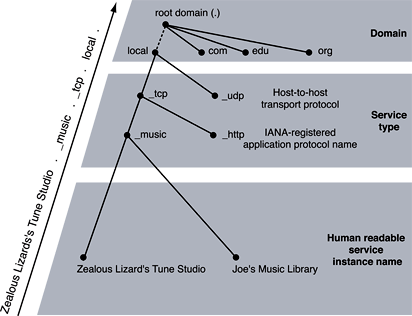 root domain (.)
Domain
local
com
edu
org
_tcp
_udp
Host-to-host
transport protocol
Service
type
_music
_http
IANA-registered
application protocol name
Human readable
service
instance name
Zealous Lizard's Tune Studio
Joe's Music Library
Zealous Lizards's Tune Studio . _music . _tcp . local .